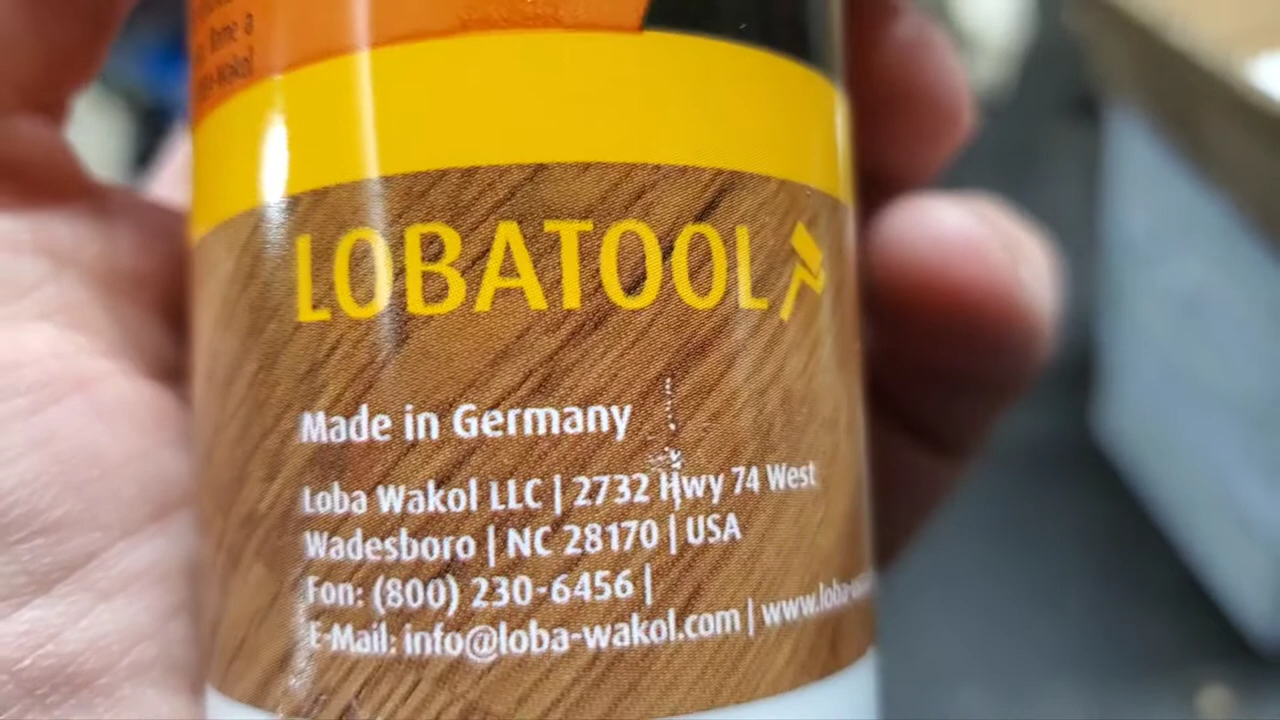 LOBATOOL
Made in Germany
Loba Wakol LLC | 2732 Hwy 74 West
Wadesboro | NC 28170 | USA
Fon: (800) 230-6456 |
E-Mail: info@loba-wakol.com |